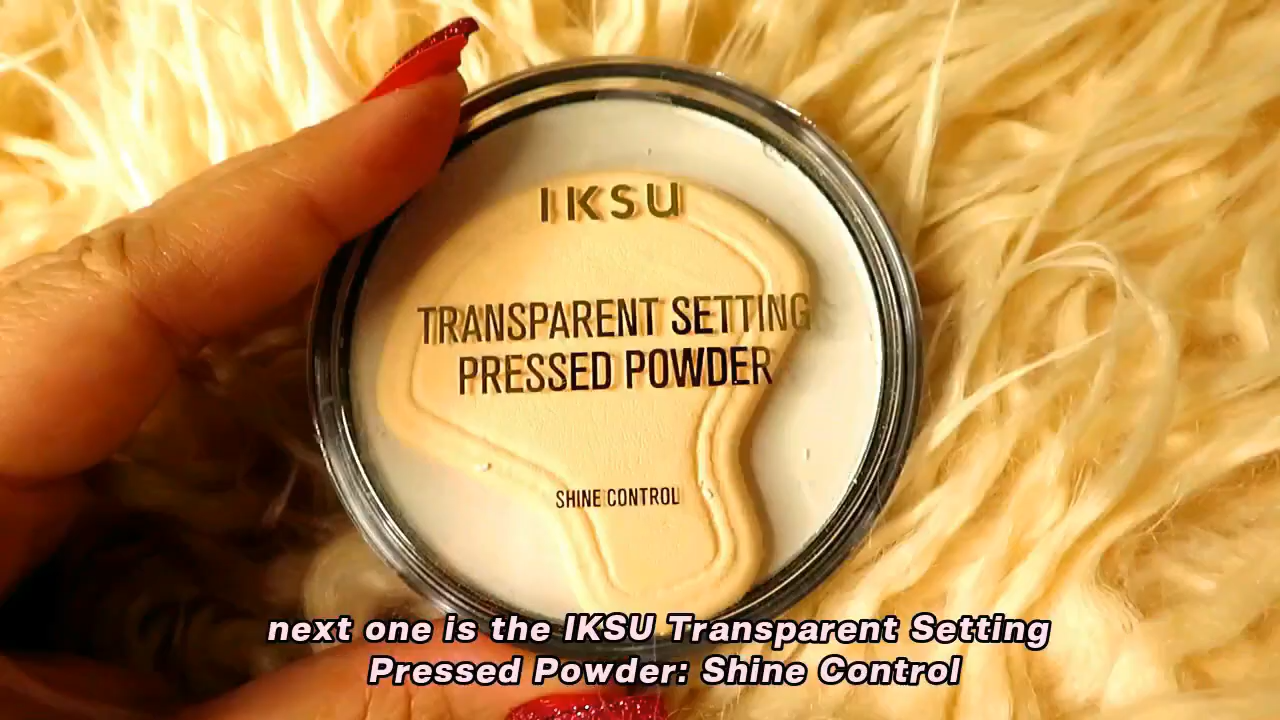 IKSU
TRANSPARENT SETTING
PRESSED POWDER
SHINE CONTROL
next one is the IKSU Transparent Setting
Pressed Powder: Shine Control